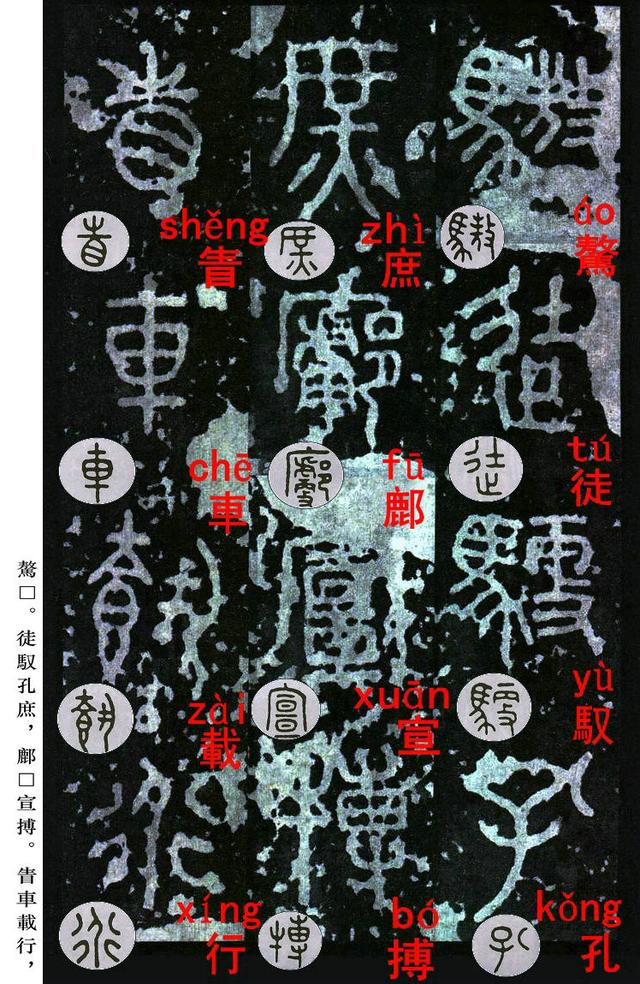 áo
驁
tú
徒
yù
馭
kǒng
孔
zhì
庶
fū
鄜
xuān
宣
bó
搏
shěng
眚
chē
車
zài
載
xíng
行
驁□。徒馭孔庶，鄜□宣搏。眚車載行，